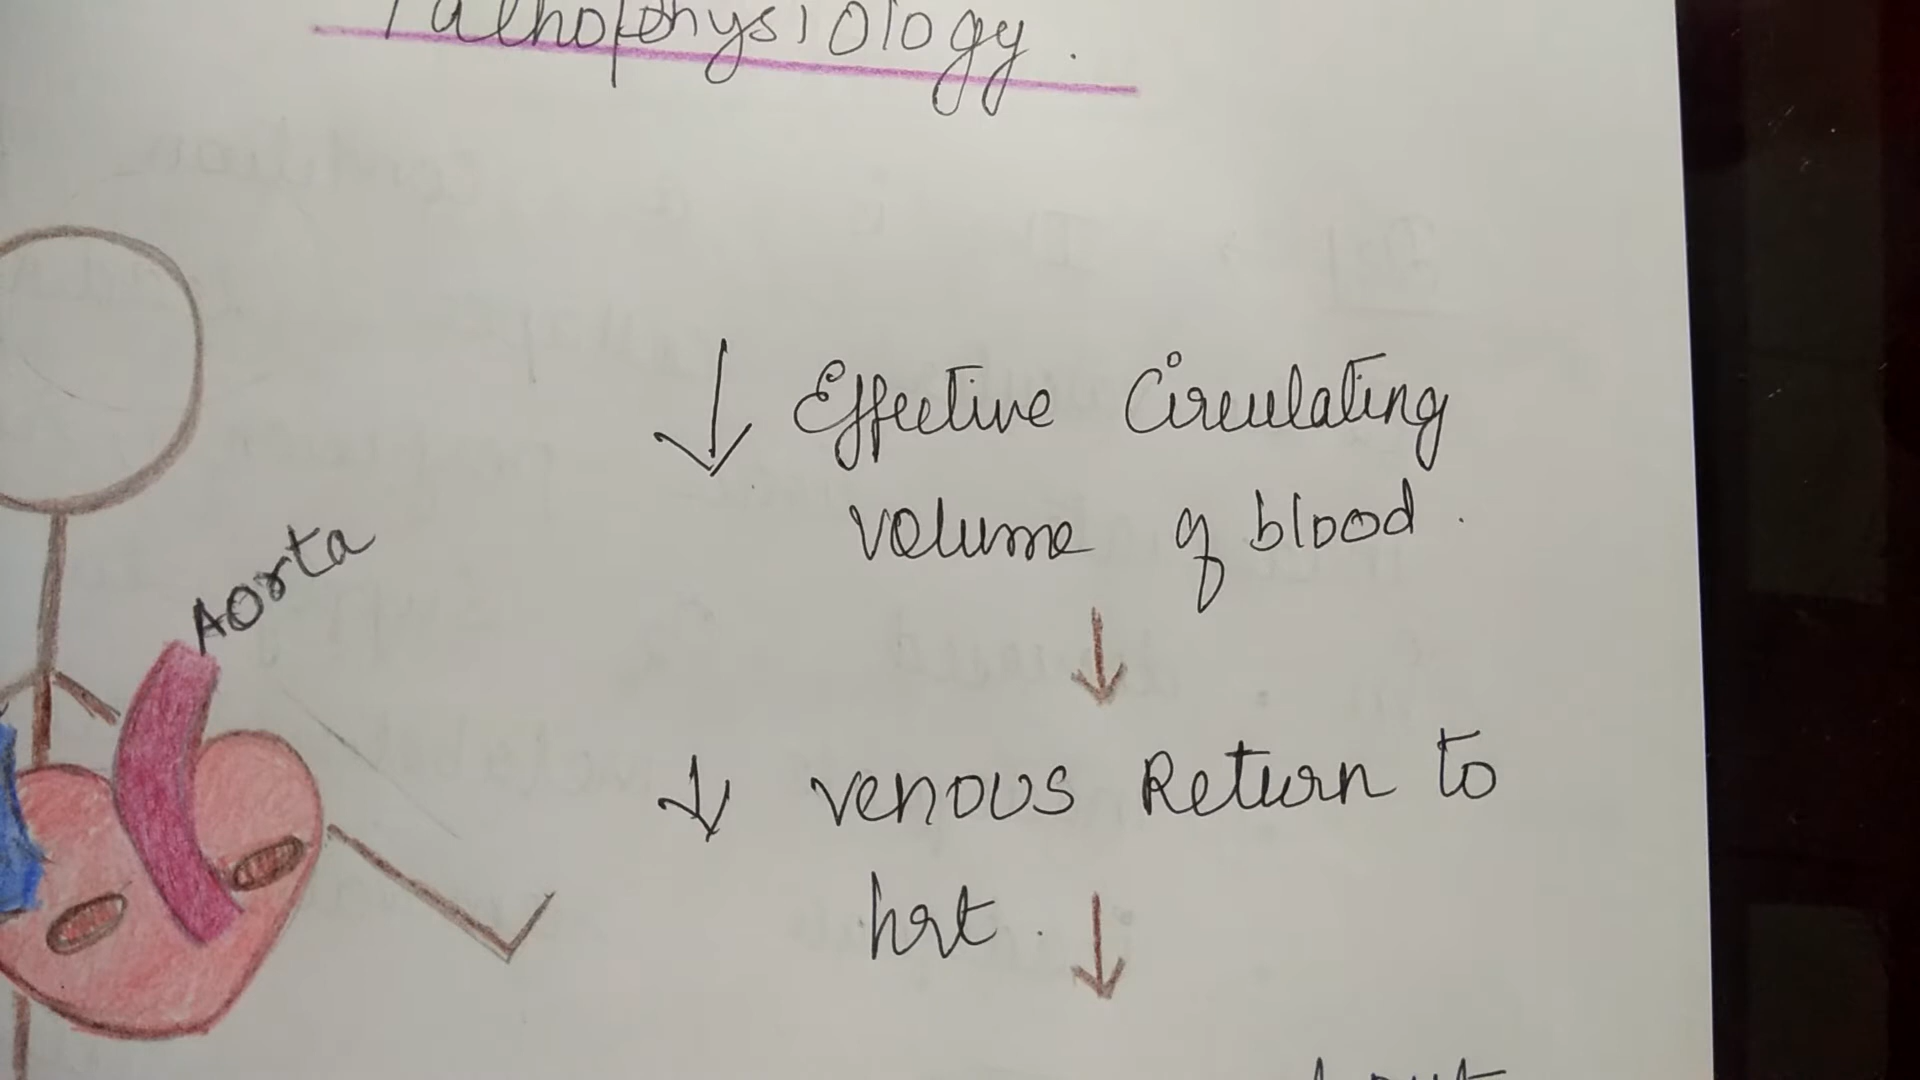 Pathophysiology.
↓ Effective Circulating
volume of blood.
Aorta
↓
↓ venous Return to
hrt.
↓